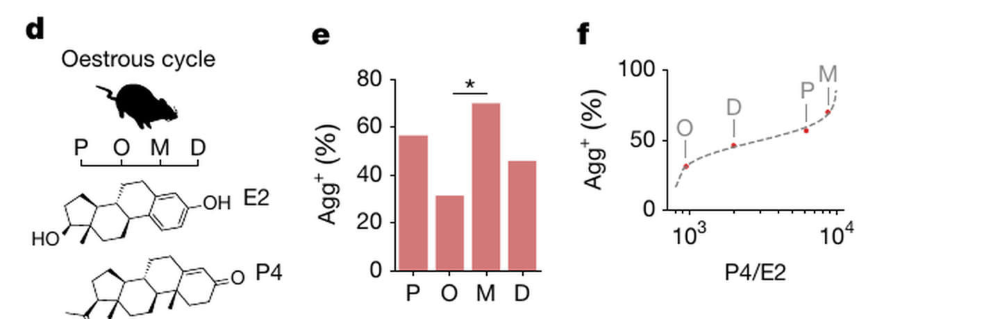 d
Oestrous cycle
P O M D
OH E2
HO
O P4
e
Agg⁺ (%)
80
60
40
20
0
*
P O M D
f
Agg⁺ (%)
100
50
0
O
D
P
M
10³ 10⁴
P4/E2